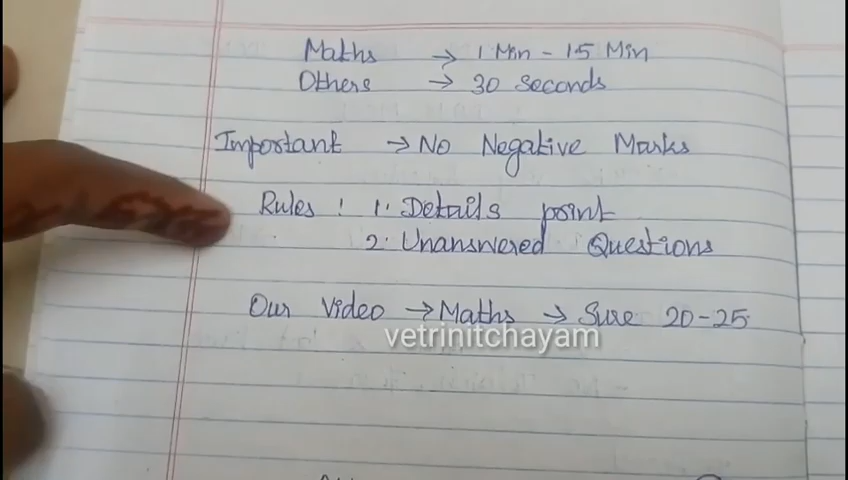 Maths → 1 Min - 1.5 Min
Others → 30 Seconds
Important → No Negative Marks
Rules : 1. Details point
2. Unanswered Questions
Our Video → Maths → Sure 20-25
vetrinitchayam